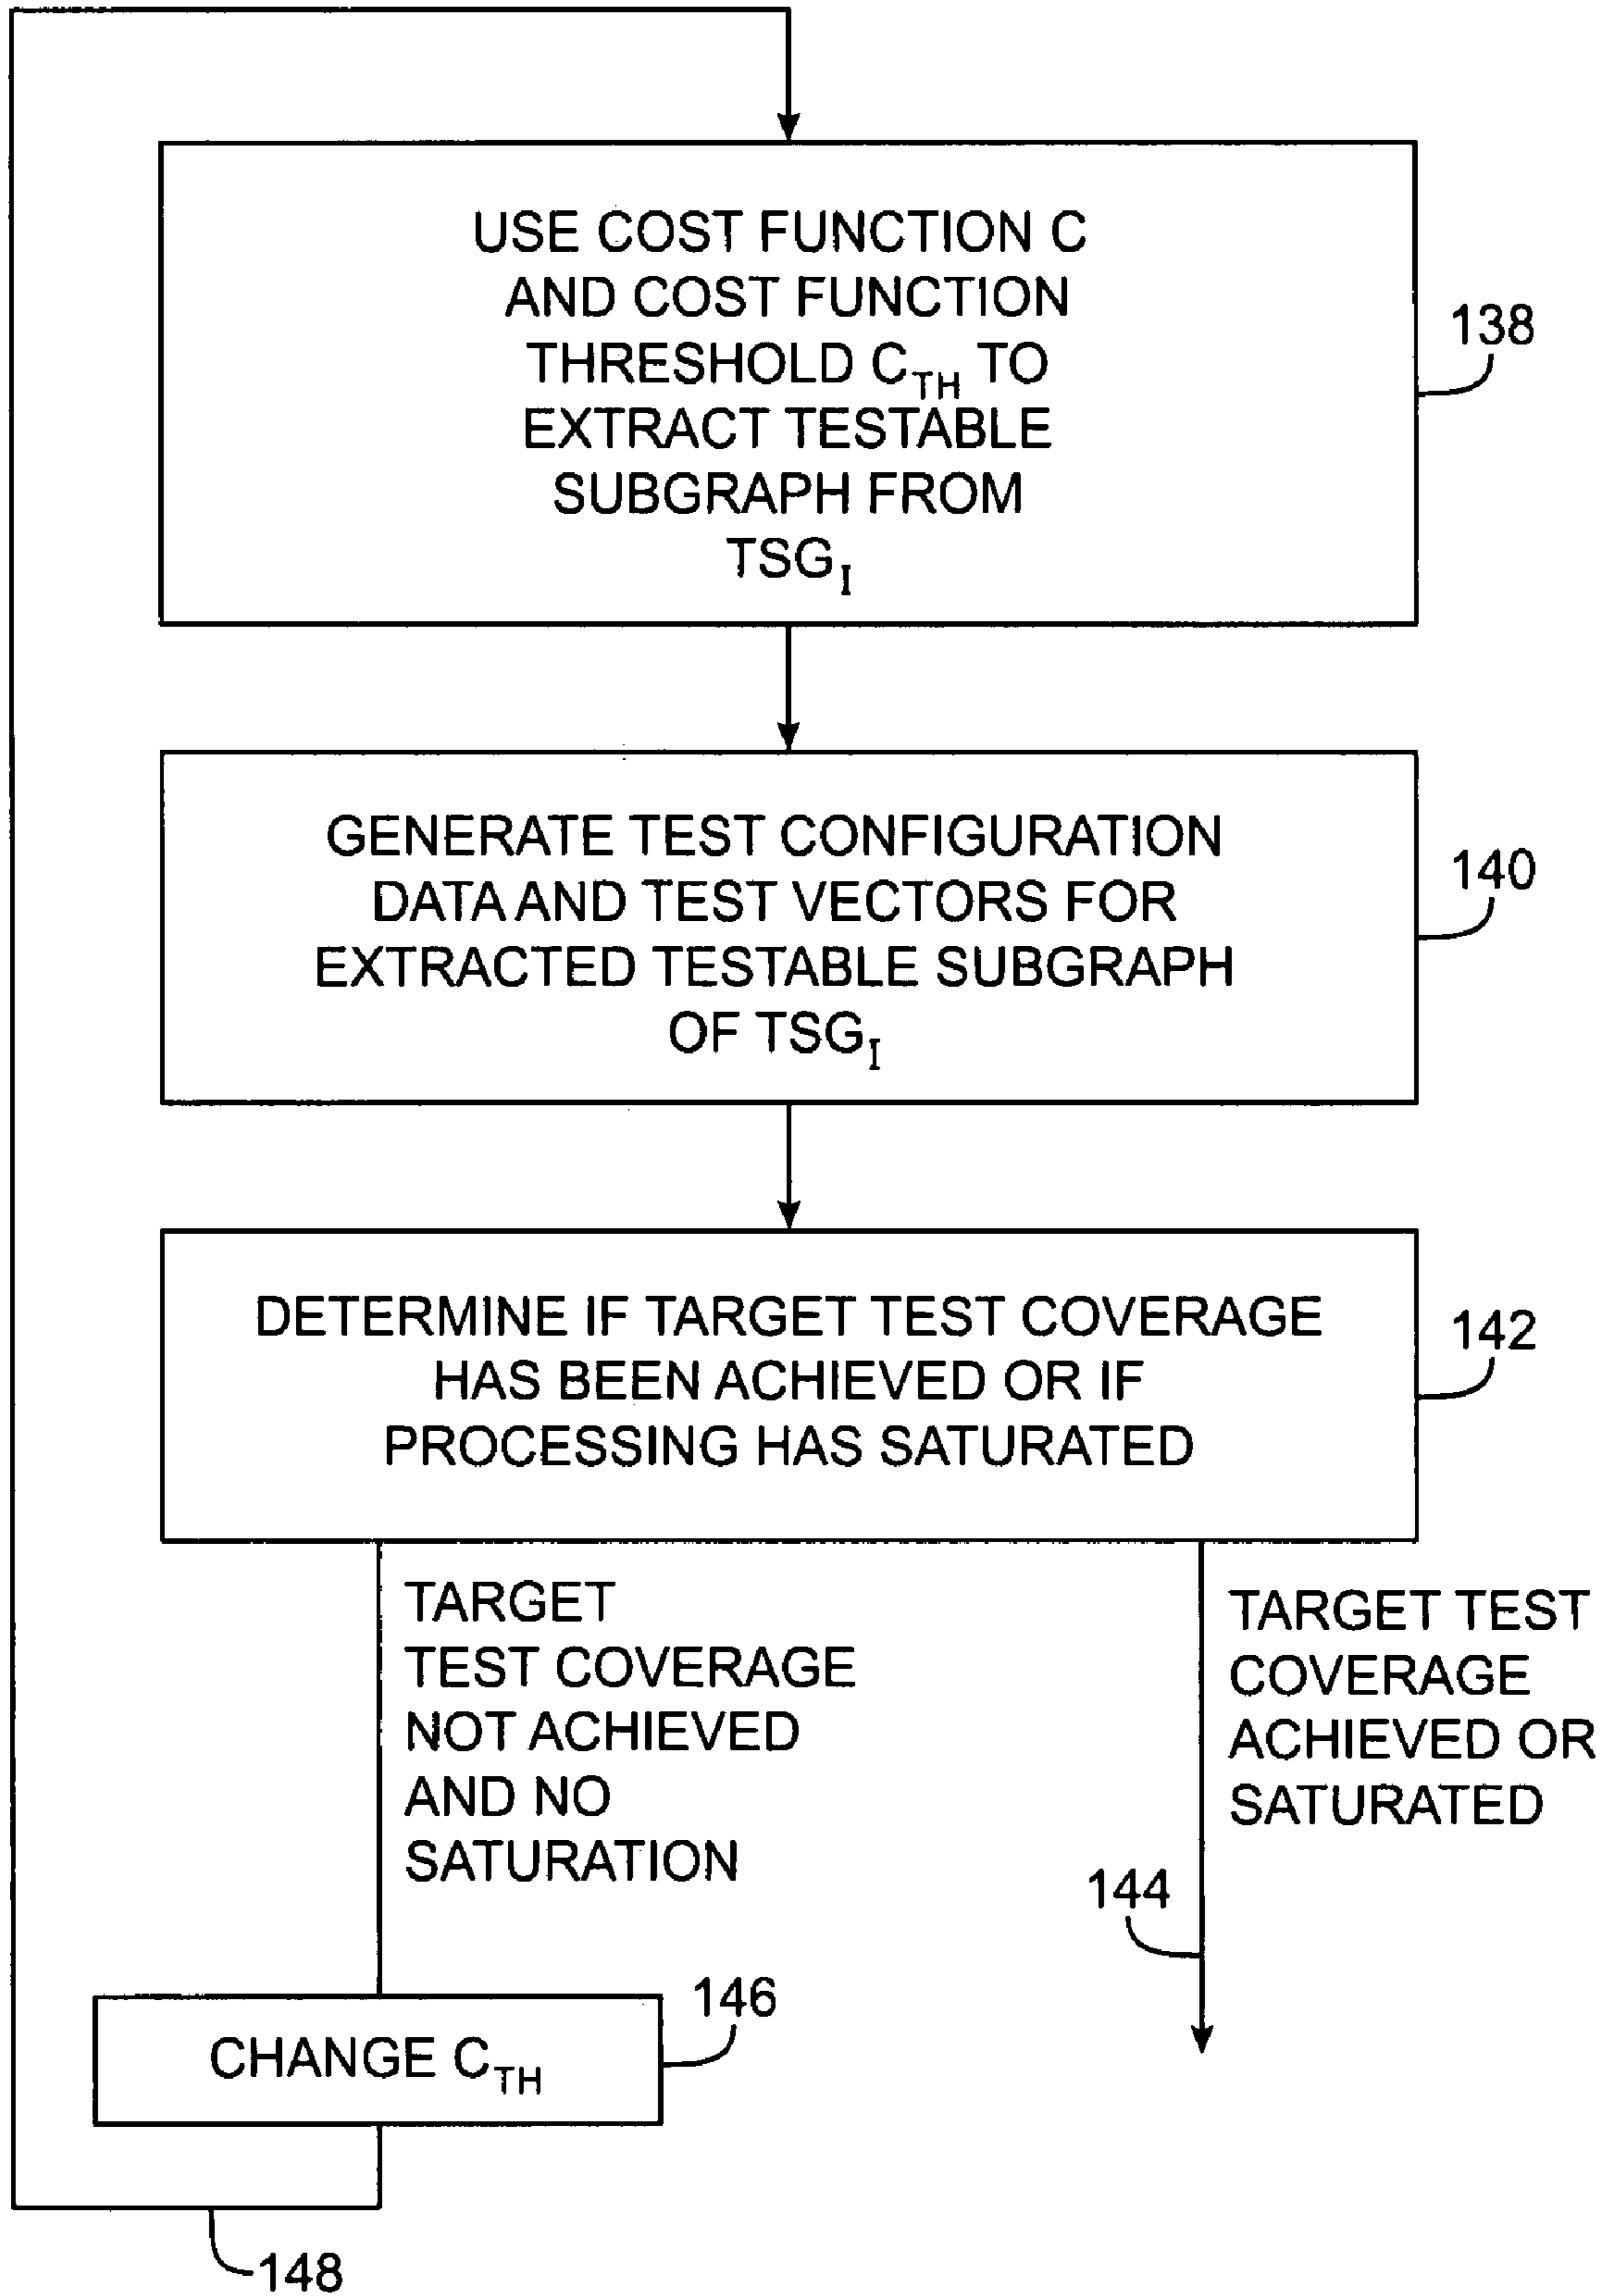 USE COST FUNCTION C
AND COST FUNCTION
THRESHOLD C_TH TO
EXTRACT TESTABLE
SUBGRAPH FROM
TSG_I
138
GENERATE TEST CONFIGURATION
DATA AND TEST VECTORS FOR
EXTRACTED TESTABLE SUBGRAPH
OF TSG_I
140
DETERMINE IF TARGET TEST COVERAGE
HAS BEEN ACHIEVED OR IF
PROCESSING HAS SATURATED
142
TARGET
TEST COVERAGE
NOT ACHIEVED
AND NO
SATURATION
TARGET TEST
COVERAGE
ACHIEVED OR
SATURATED
144
CHANGE C_TH
146
148